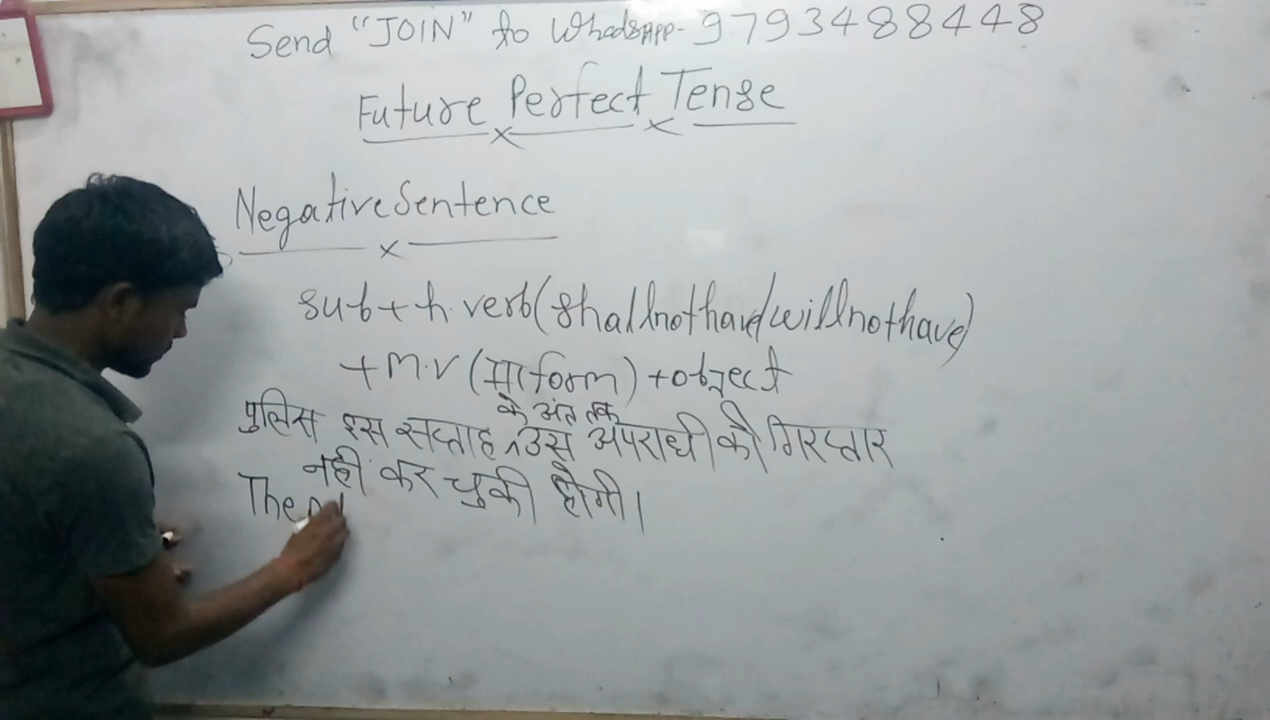 Send "JOIN" to WhatsApp- 9793488448
Future Perfect Tense
Negative Sentence
sub + h.verb (shall not have/will not have)
+ m.v (III form) + object
के अंत तक
पुलिस इस सप्ताह ^ उस अपराधी को गिरफ्तार
नही कर चुकी होगी।
The